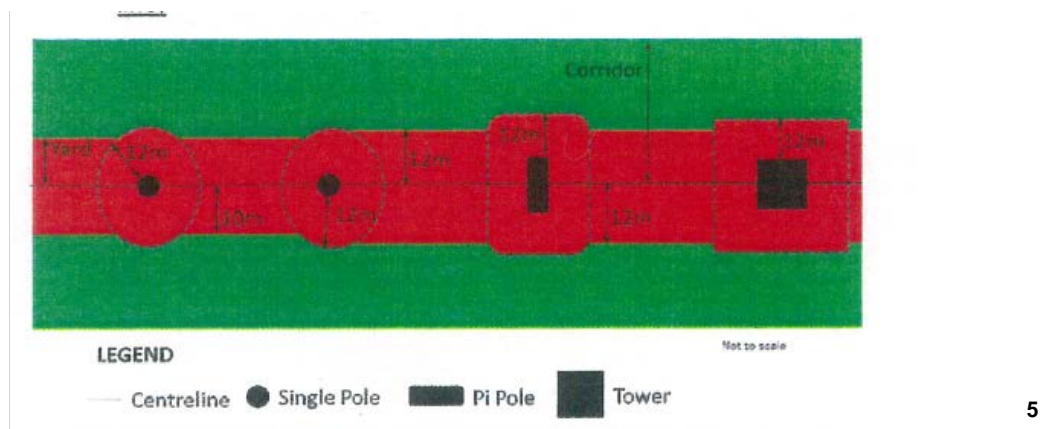 Corridor
Yard
12m
12m
12m
12m
10m
12m
12m
Not to scale
LEGEND
Centreline
Single Pole
Pi Pole
Tower
5